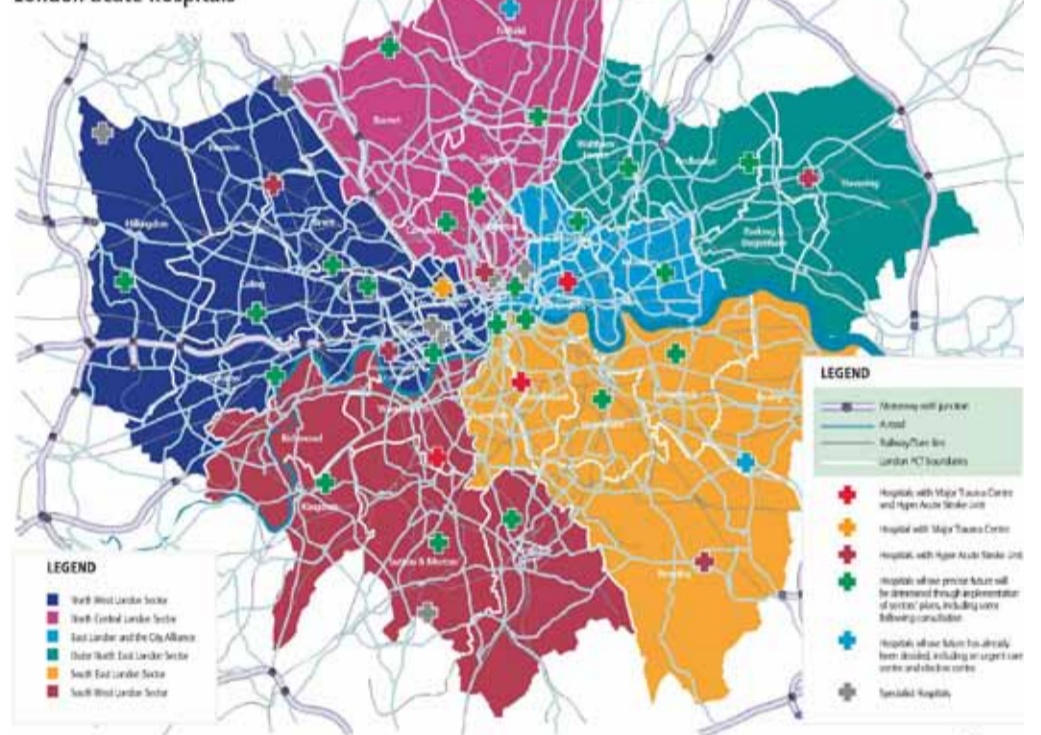 London acute hospitals
Enfield
Barnet
Harrow
Waltham
Forest
Redbridge
Havering
Hillingdon
Brent
Camden
Barking &
Dagenham
Ealing
Richmond
Kingston
Sutton & Merton
Bromley
LEGEND
Motorway with junction
A road
Railway/Tube line
London PCT boundaries
Hospitals with Major Trauma Centre
and Hyper Acute Stroke Unit
Hospital with Major Trauma Centre
Hospitals with Hyper Acute Stroke Unit
Hospitals whose precise future will
be determined through implementation
of sectors' plans, including some
following consultation
Hospitals whose future has already
been decided, including an urgent care
centre and elective centre
Specialist Hospitals
LEGEND
North West London Sector
North Central London Sector
East London and the City Alliance
Outer North East London Sector
South East London Sector
South West London Sector